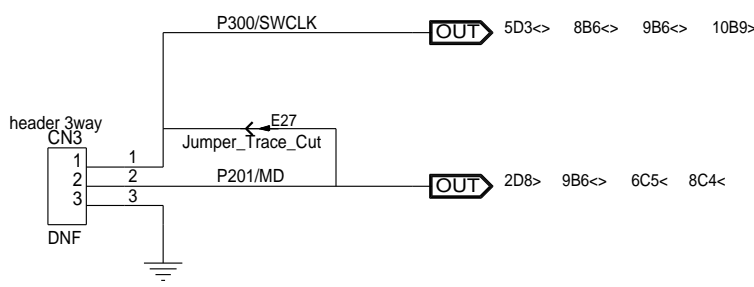 P300/SWCLK OUT 5D3<> 8B6<> 9B6<> 10B9>
E27
Jumper_Trace_Cut
header 3way
CN3
1 1
2 2 P201/MD OUT 2D8> 9B6<> 6C5< 8C4<
3 3
DNF